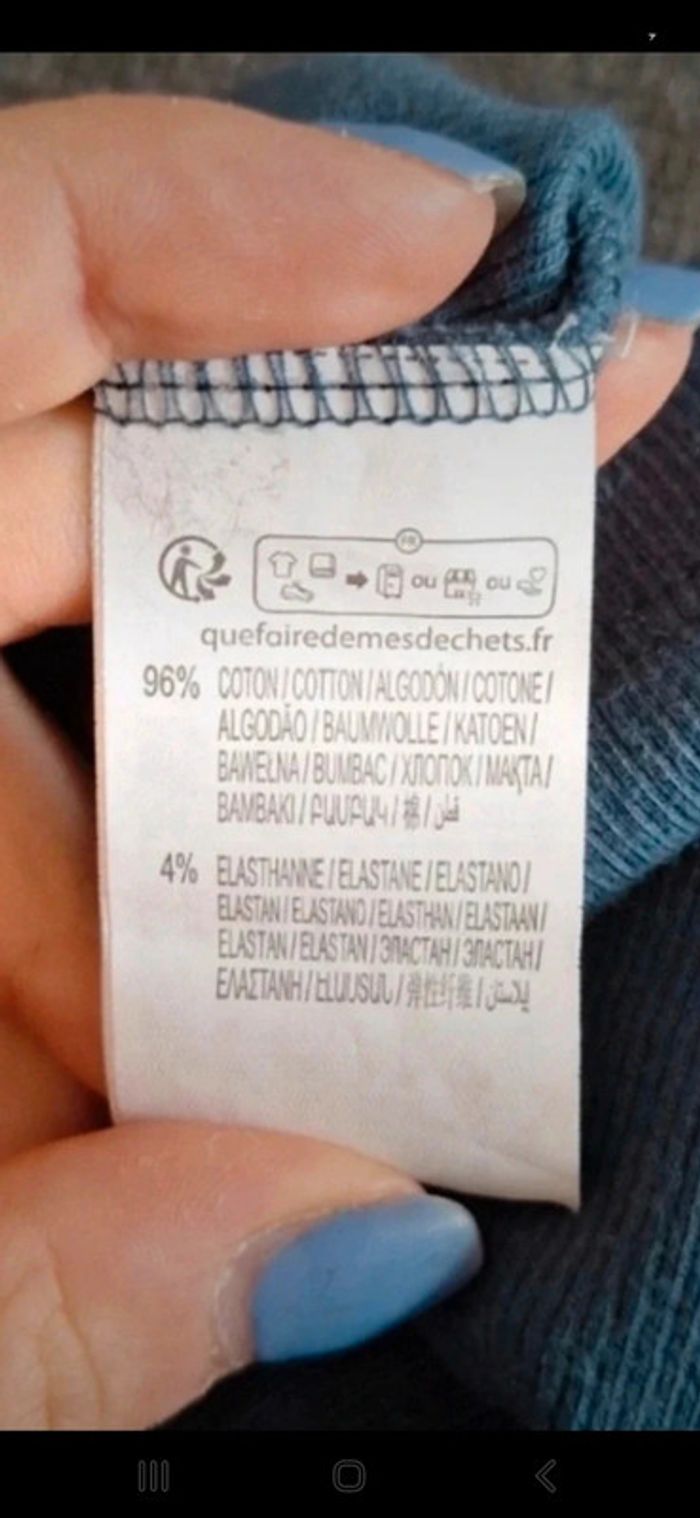 FR
ou ou
quefairedemesdechets.fr
96% COTON / COTTON / ALGODÓN / COTONE /
ALGODÃO / BAUMWOLLE / KATOEN /
BAWEŁNA / BUMBAC / ХЛОПОК / МАҚТА /
BAMBAKI / ԲԱՄԲԱԿ / 棉 / قطن
4% ELASTHANNE / ELASTANE / ELASTANO /
ELASTAN / ELASTANO / ELASTHAN / ELASTAAN /
ELASTAN / ELASTAN / ЭЛАСТАН / ЭЛАСТАН /
ΕΛΑΣΤΑΝΗ / ԷԼԱՍՏԱՆ / 弹性纤维 / إيلاستان